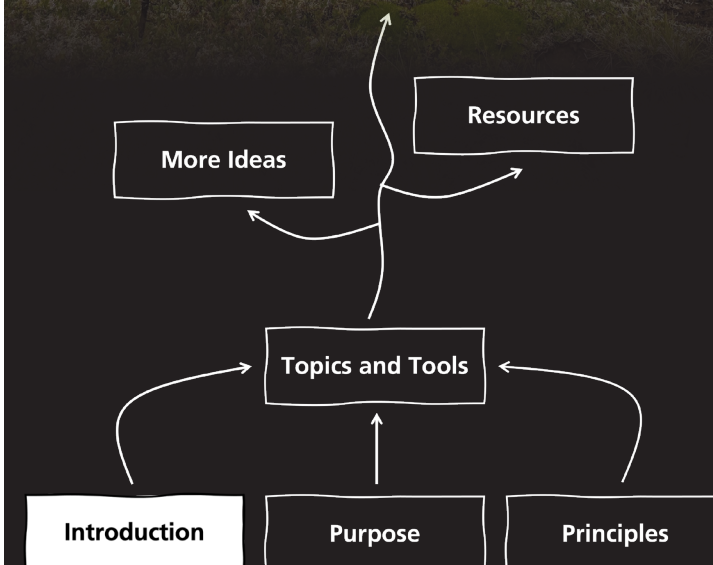 Resources
More Ideas
Topics and Tools
Introduction
Purpose
Principles